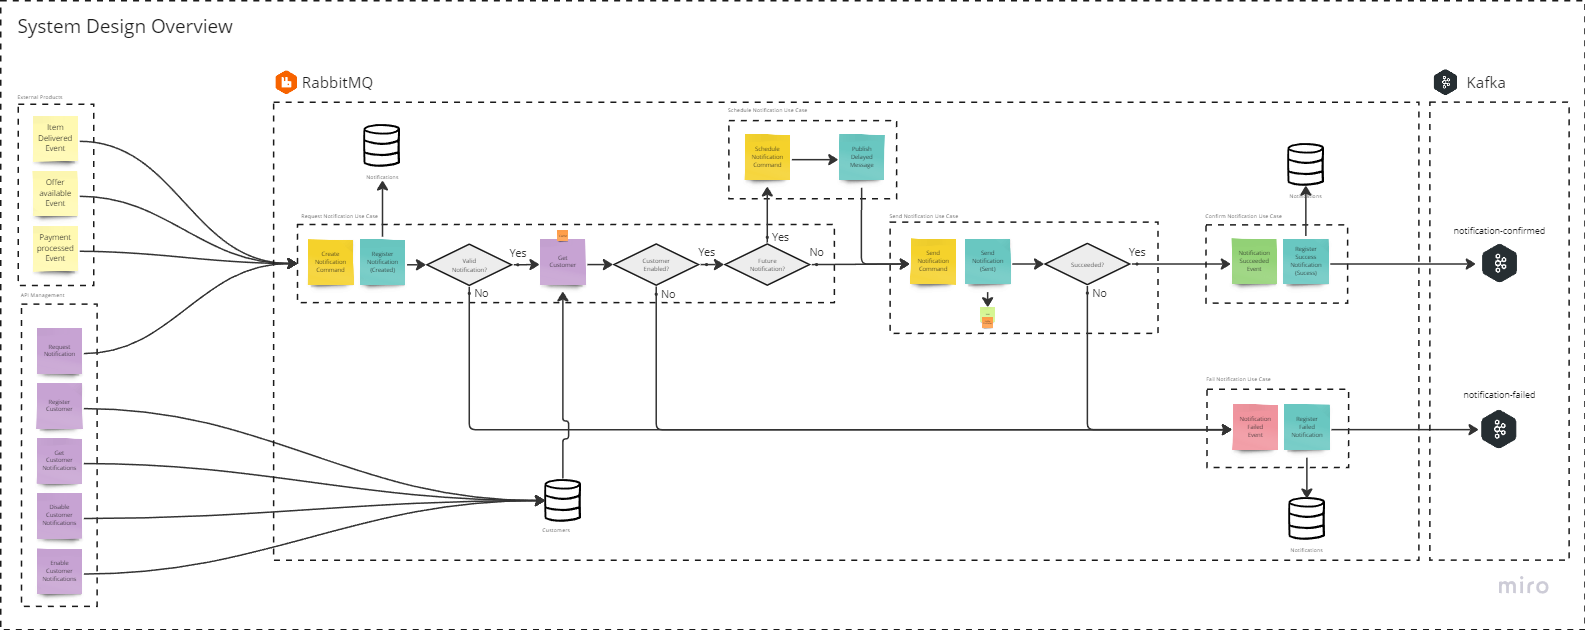 System Design Overview
RabbitMQ
Kafka
External Products
Item
Delivered
Event
Offer
available
Event
Payment
processed
Event
API Management
Request
Notification
Register
Customer
Get
Customer
Notifications
Disable
Customer
Notifications
Enable
Customer
Notifications
Notifications
Request Notification Use Case
Create
Notification
Command
Register
Notification
(Created)
Valid
Notification?
Yes
No
Get
Customer
Customer
Enabled?
Yes
No
Future
Notification?
Yes
No
Schedule Notification Use Case
Schedule
Notification
Command
Publish
Delayed
Message
Send Notification Use Case
Send
Notification
Command
Send
Notification
(Sent)
Succeeded?
Yes
No
Confirm Notification Use Case
Notification
Succeeded
Event
Register
Success
Notification
(Sucess)
Notifications
notification-confirmed
Fail Notification Use Case
Notification
Failed
Event
Register
Failed
Notification
Notifications
notification-failed
Customers
miro